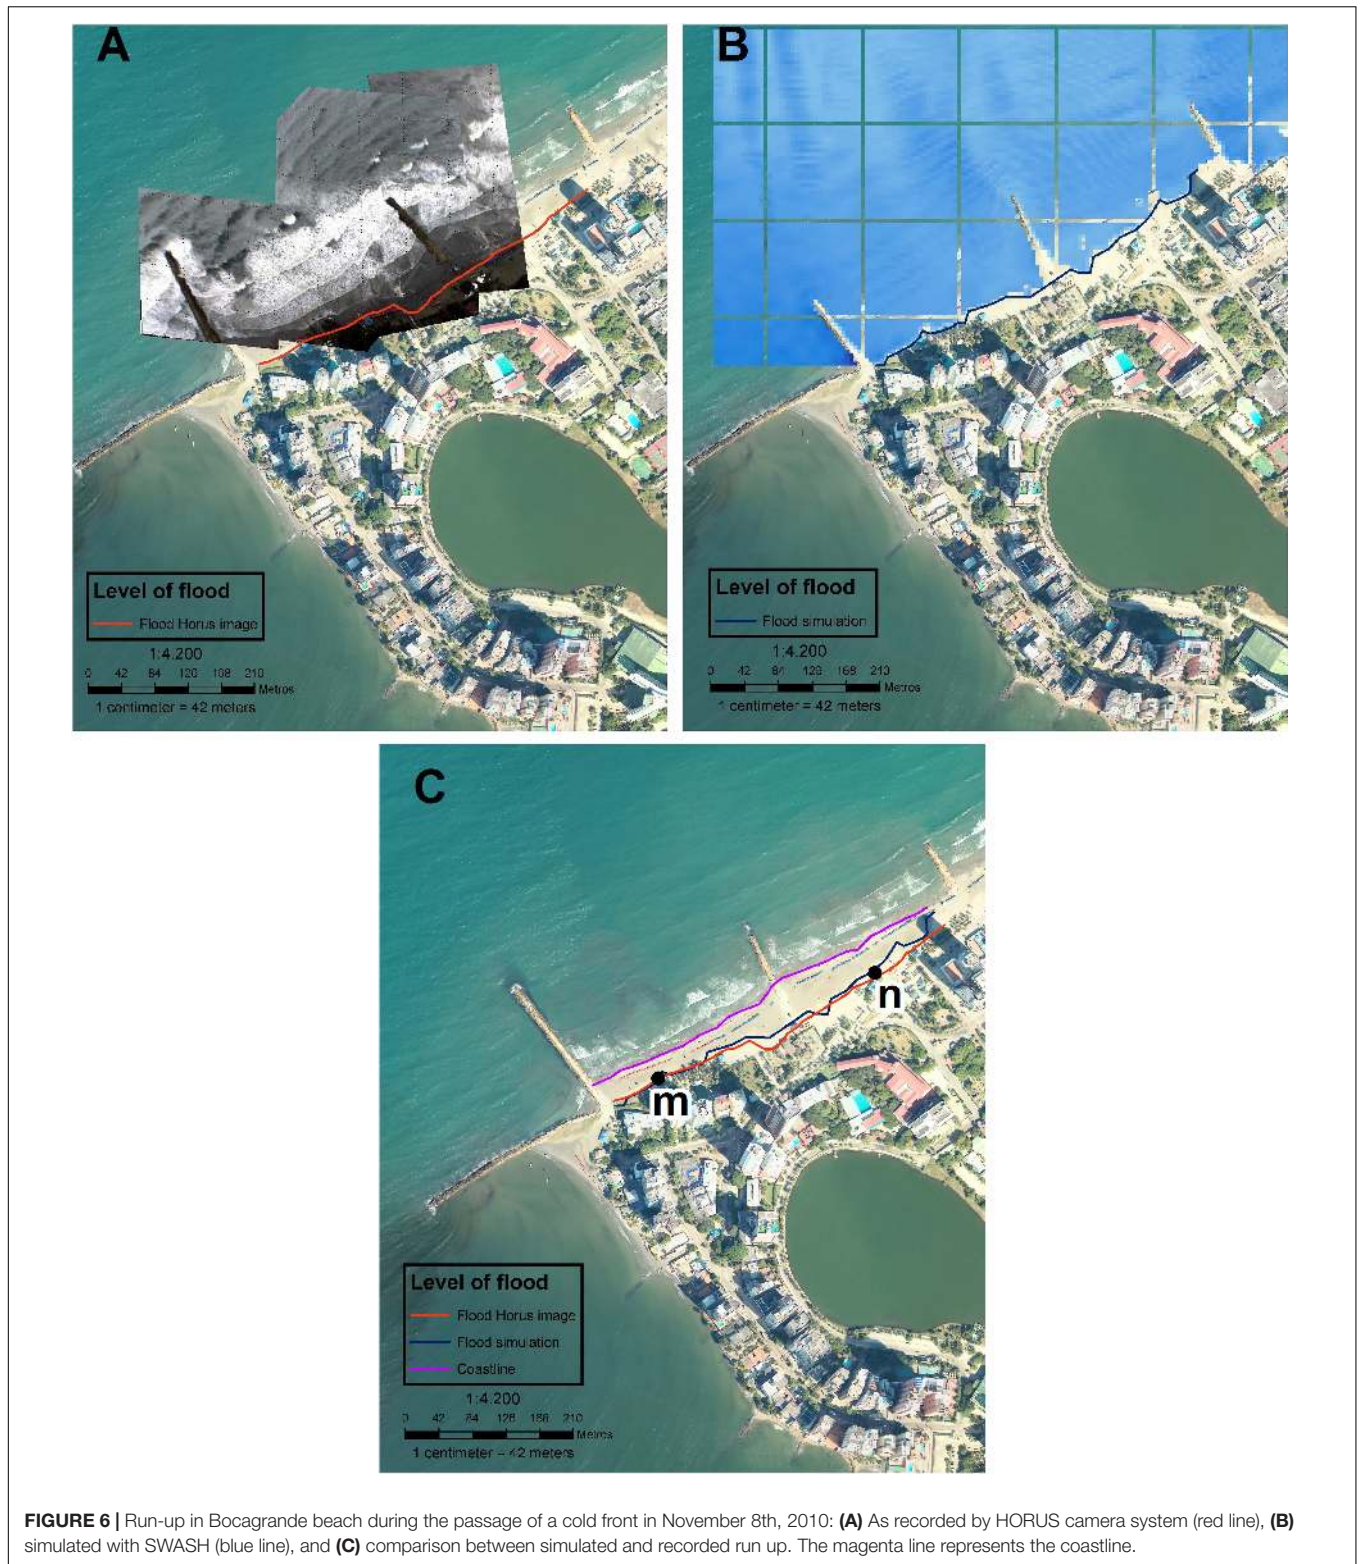 A
B
Level of flood
Flood Horus image
1:4.200
0 42 84 126 168 210
Metros
1 centimeter = 42 meters
Level of flood
Flood simulation
1:4.200
0 42 84 126 168 210
Metros
1 centimeter = 42 meters
C
n
m
Level of flood
Flood Horus image
Flood simulation
Coastline
1:4.200
0 42 84 126 168 210
Metros
1 centimeter = 42 meters
FIGURE 6 | Run-up in Bocagrande beach during the passage of a cold front in November 8th, 2010: (A) As recorded by HORUS camera system (red line), (B)
simulated with SWASH (blue line), and (C) comparison between simulated and recorded run up. The magenta line represents the coastline.